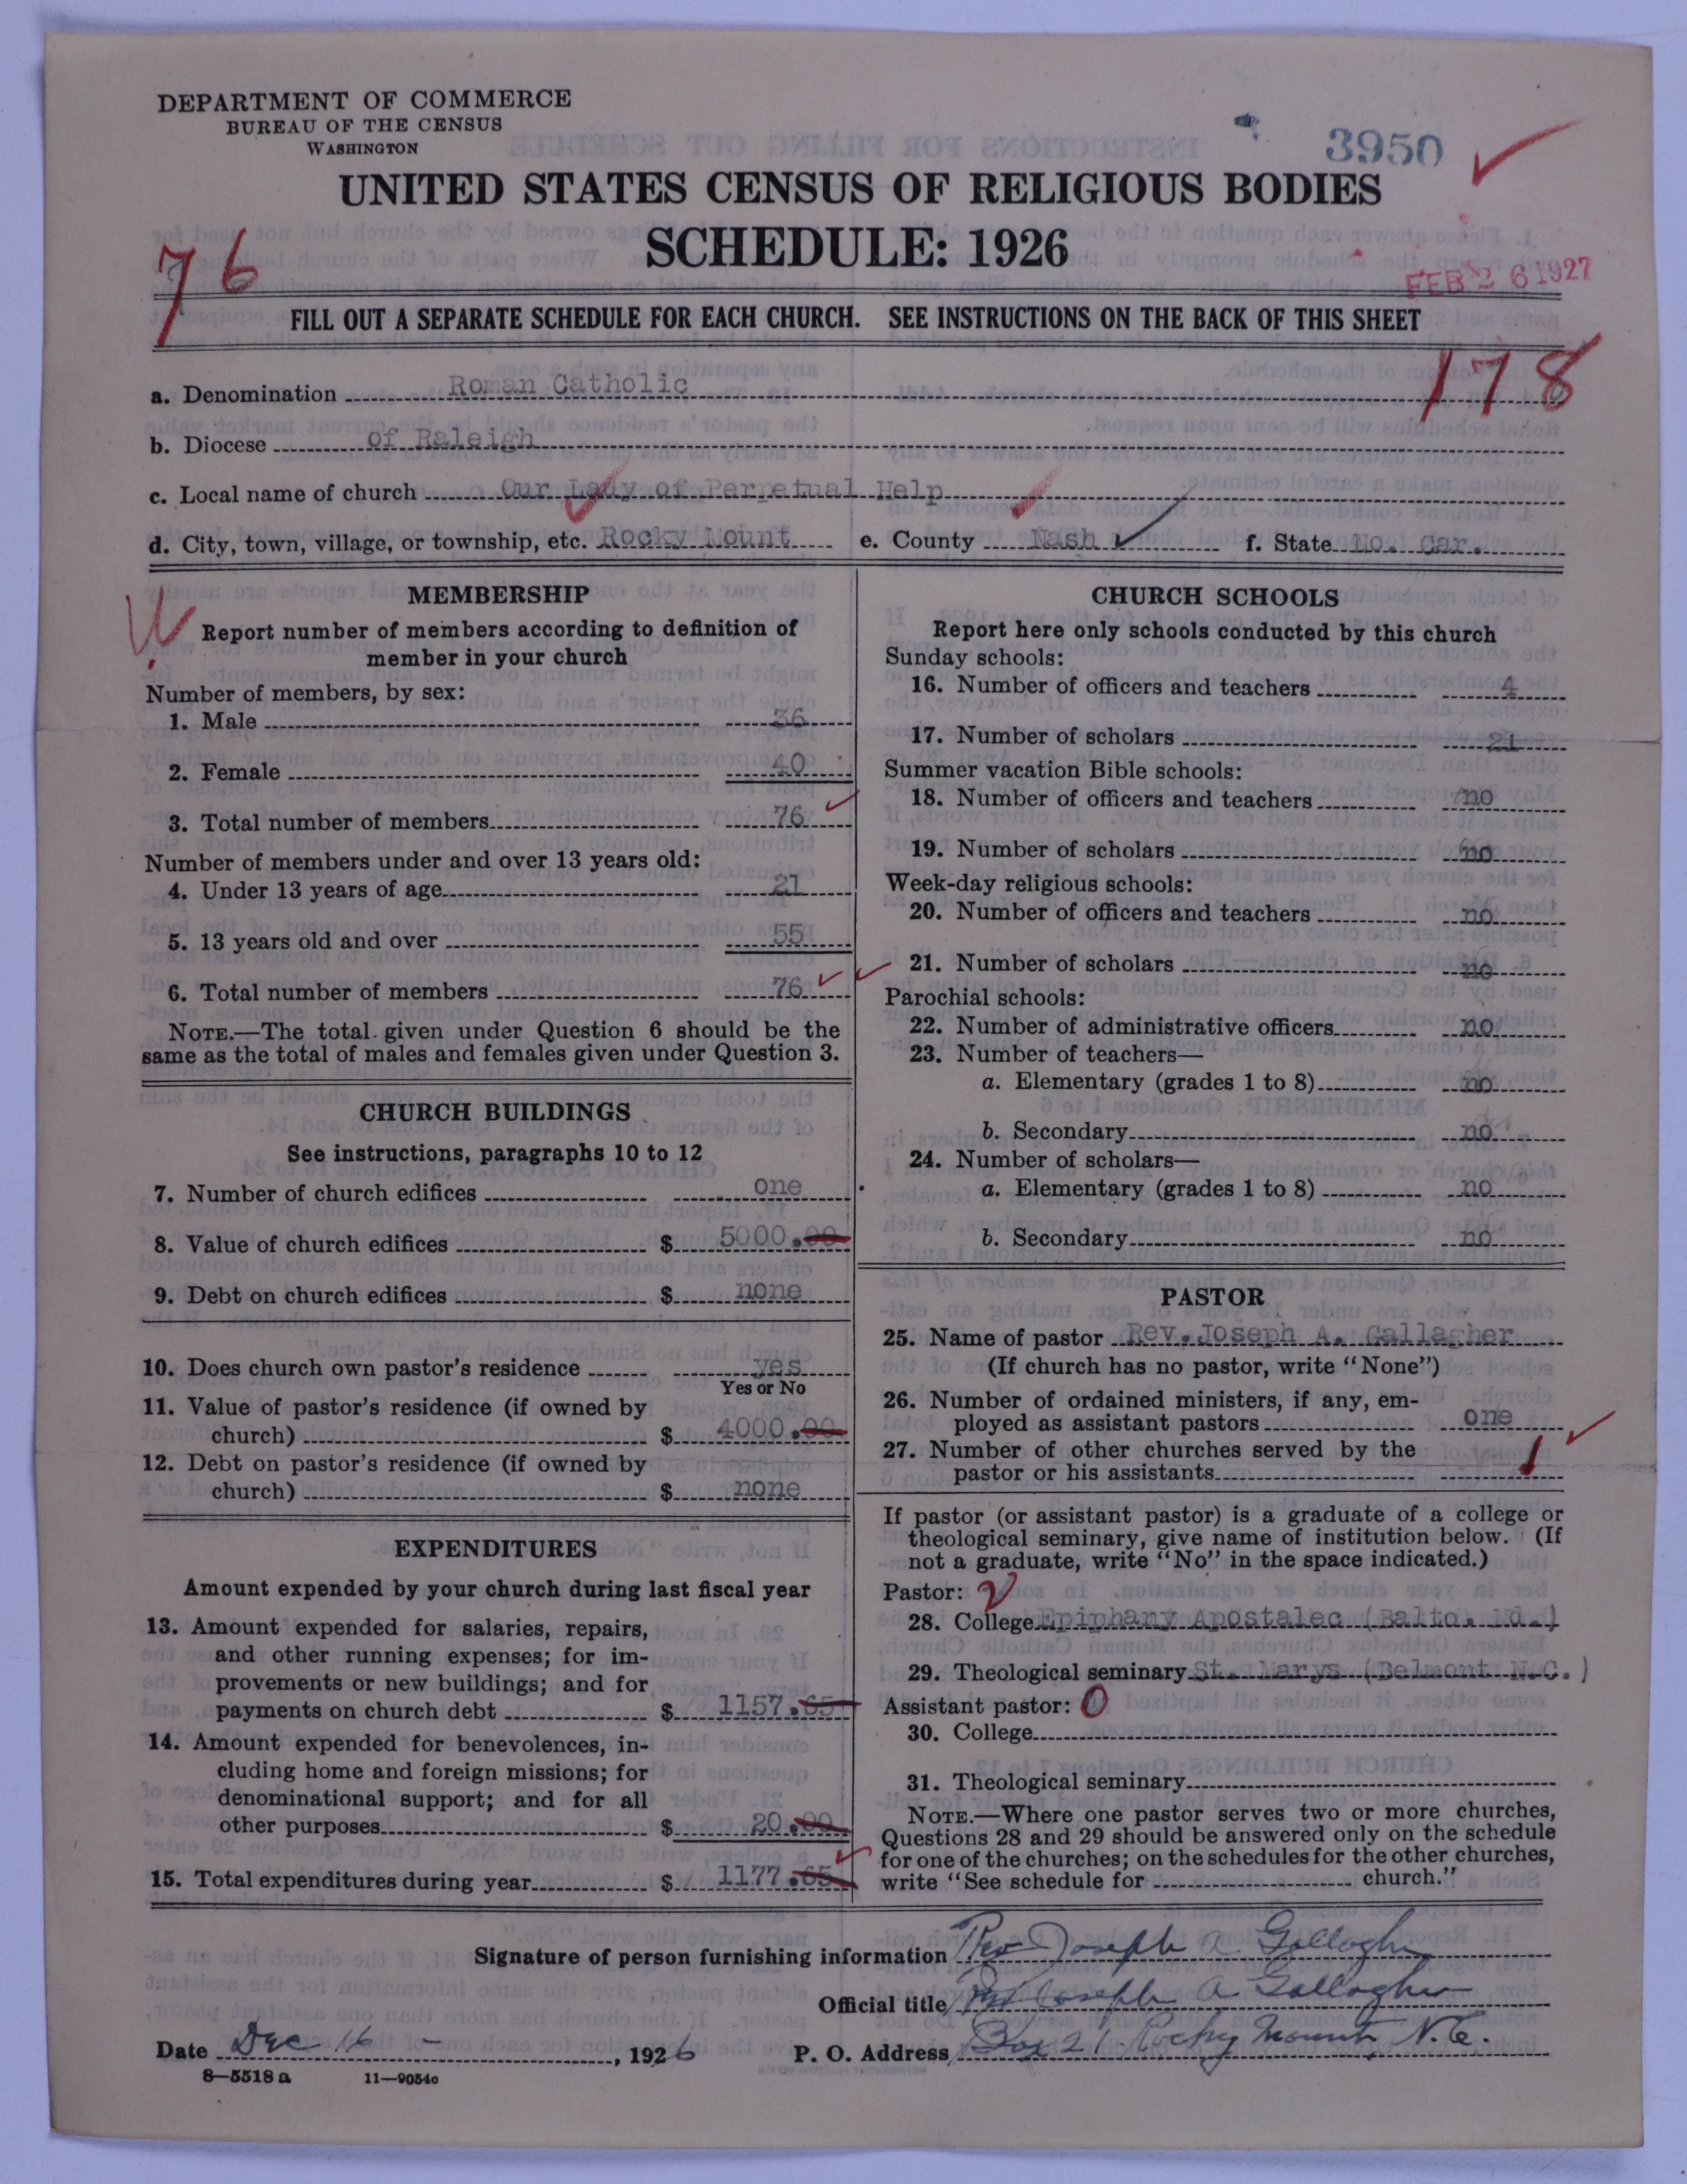 DEPARTMENT OF COMMERCE
BUREAU OF THE CENSUS
WASHINGTON
3950
UNITED STATES CENSUS OF RELIGIOUS BODIES
SCHEDULE: 1926
76
FEB 26 1927
FILL OUT A SEPARATE SCHEDULE FOR EACH CHURCH. SEE INSTRUCTIONS ON THE BACK OF THIS SHEET
178
a. Denomination Roman Catholic
b. Diocese of Raleigh
c. Local name of church Our Lady of Perpetual Help
d. City, town, village, or township, etc. Rocky Mount e. County Nash f. State No. Car.
MEMBERSHIP
Report number of members according to definition of
member in your church
Number of members, by sex:
1. Male 36
2. Female 40
3. Total number of members 76
Number of members under and over 13 years old:
4. Under 13 years of age 21
5. 13 years old and over 55
6. Total number of members 76
NOTE.—The total given under Question 6 should be the
same as the total of males and females given under Question 3.
CHURCH BUILDINGS
See instructions, paragraphs 10 to 12
7. Number of church edifices one
8. Value of church edifices $ 5000.00
9. Debt on church edifices $ none
10. Does church own pastor's residence yes
Yes or No
11. Value of pastor's residence (if owned by
church) $ 4000.00
12. Debt on pastor's residence (if owned by
church) $ none
EXPENDITURES
Amount expended by your church during last fiscal year
13. Amount expended for salaries, repairs,
and other running expenses; for im-
provements or new buildings; and for
payments on church debt $ 1157.65
14. Amount expended for benevolences, in-
cluding home and foreign missions; for
denominational support; and for all
other purposes $ 20.00
15. Total expenditures during year $ 1177.65
CHURCH SCHOOLS
Report here only schools conducted by this church
Sunday schools:
16. Number of officers and teachers 4
17. Number of scholars 21
Summer vacation Bible schools:
18. Number of officers and teachers no
19. Number of scholars no
Week-day religious schools:
20. Number of officers and teachers no
21. Number of scholars no
Parochial schools:
22. Number of administrative officers no
23. Number of teachers—
a. Elementary (grades 1 to 8) no
b. Secondary no
24. Number of scholars—
a. Elementary (grades 1 to 8) no
b. Secondary no
PASTOR
25. Name of pastor Rev. Joseph A. Gallagher
(If church has no pastor, write "None")
26. Number of ordained ministers, if any, em-
ployed as assistant pastors one
27. Number of other churches served by the
pastor or his assistants 1
If pastor (or assistant pastor) is a graduate of a college or
theological seminary, give name of institution below. (If
not a graduate, write "No" in the space indicated.)
Pastor: 2
28. College Epiphany Apostalec (Balto. Md.)
29. Theological seminary St. Marys (Belmont N.C.)
Assistant pastor: 0
30. College
31. Theological seminary
NOTE.—Where one pastor serves two or more churches,
Questions 28 and 29 should be answered only on the schedule
for one of the churches; on the schedules for the other churches,
write "See schedule for church."
Signature of person furnishing information Rev Joseph A Gallagher
Official title Joseph A Gallagher
Date Dec 16 - , 1926 P. O. Address Box 21 Rocky Mount, N.C.
8—5518 a 11—9054c